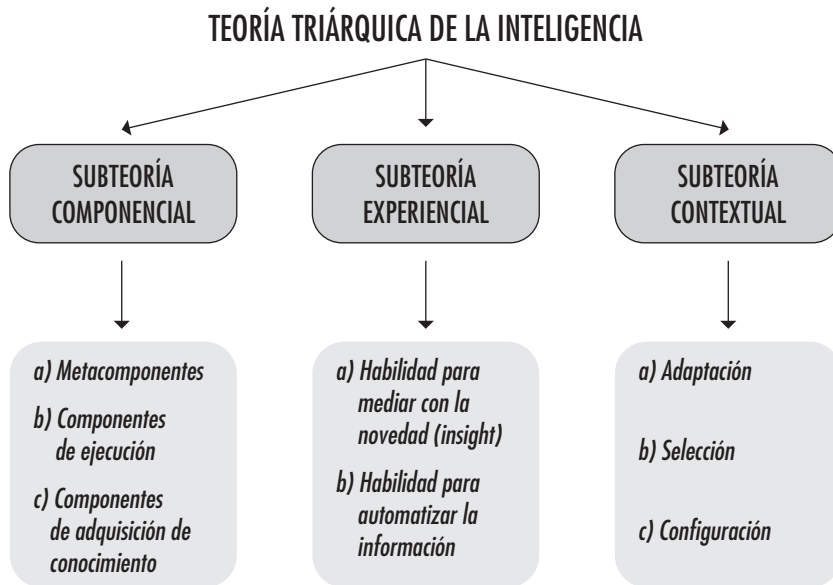 TEORÍA TRIÁRQUICA DE LA INTELIGENCIA
SUBTEORÍA
COMPONENCIAL
SUBTEORÍA
EXPERIENCIAL
SUBTEORÍA
CONTEXTUAL
a) Metacomponentes
b) Componentes
de ejecución
c) Componentes
de adquisición de
conocimiento
a) Habilidad para
mediar con la
novedad (insight)
b) Habilidad para
automatizar la
información
a) Adaptación
b) Selección
c) Configuración